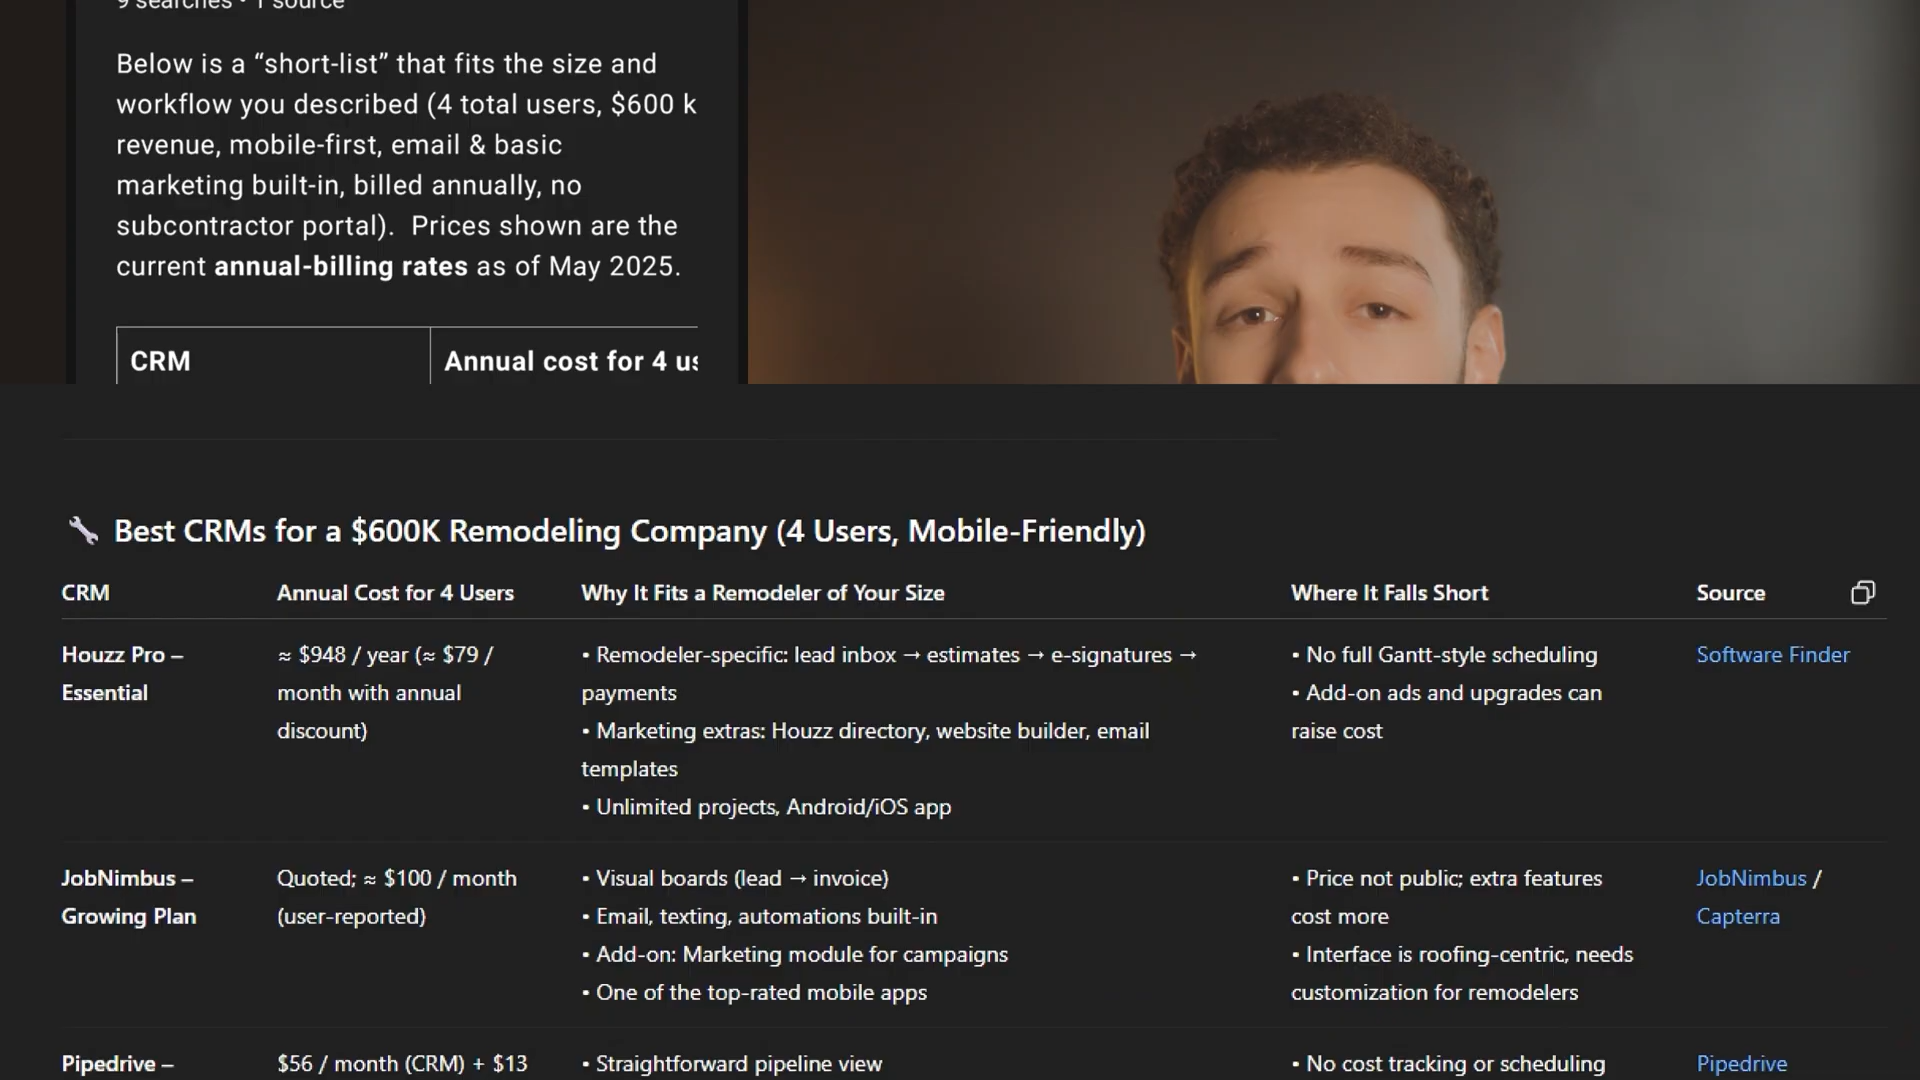 9 searches • 1 source
Below is a “short-list” that fits the size and
workflow you described (4 total users, $600 k
revenue, mobile-first, email & basic
marketing built-in, billed annually, no
subcontractor portal).  Prices shown are the
current annual-billing rates as of May 2025.
CRM Annual cost for 4 us
🔧 Best CRMs for a $600K Remodeling Company (4 Users, Mobile-Friendly)
CRM Annual Cost for 4 Users Why It Fits a Remodeler of Your Size Where It Falls Short Source
Houzz Pro –
Essential
≈ $948 / year (≈ $79 /
month with annual
discount)
• Remodeler-specific: lead inbox → estimates → e-signatures →
payments
• Marketing extras: Houzz directory, website builder, email
templates
• Unlimited projects, Android/iOS app
• No full Gantt-style scheduling
• Add-on ads and upgrades can
raise cost
Software Finder
JobNimbus –
Growing Plan
Quoted; ≈ $100 / month
(user-reported)
• Visual boards (lead → invoice)
• Email, texting, automations built-in
• Add-on: Marketing module for campaigns
• One of the top-rated mobile apps
• Price not public; extra features
cost more
• Interface is roofing-centric, needs
customization for remodelers
JobNimbus /
Capterra
Pipedrive –
$56 / month (CRM) + $13
• Straightforward pipeline view
• No cost tracking or scheduling
Pipedrive